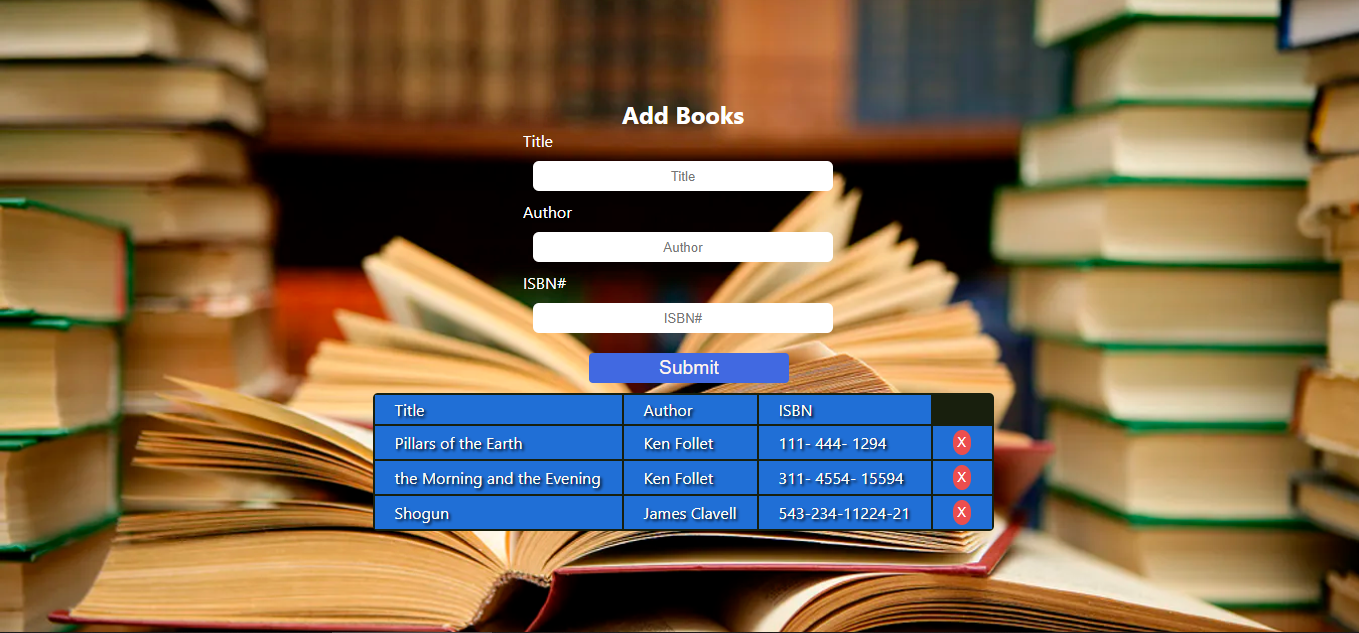 Add Books
Title
Title
Author
Author
ISBN#
ISBN#
Submit
Title Author ISBN
Pillars of the Earth Ken Follet 111- 444- 1294 X
the Morning and the Evening Ken Follet 311- 4554- 15594 X
Shogun James Clavell 543-234-11224-21 X